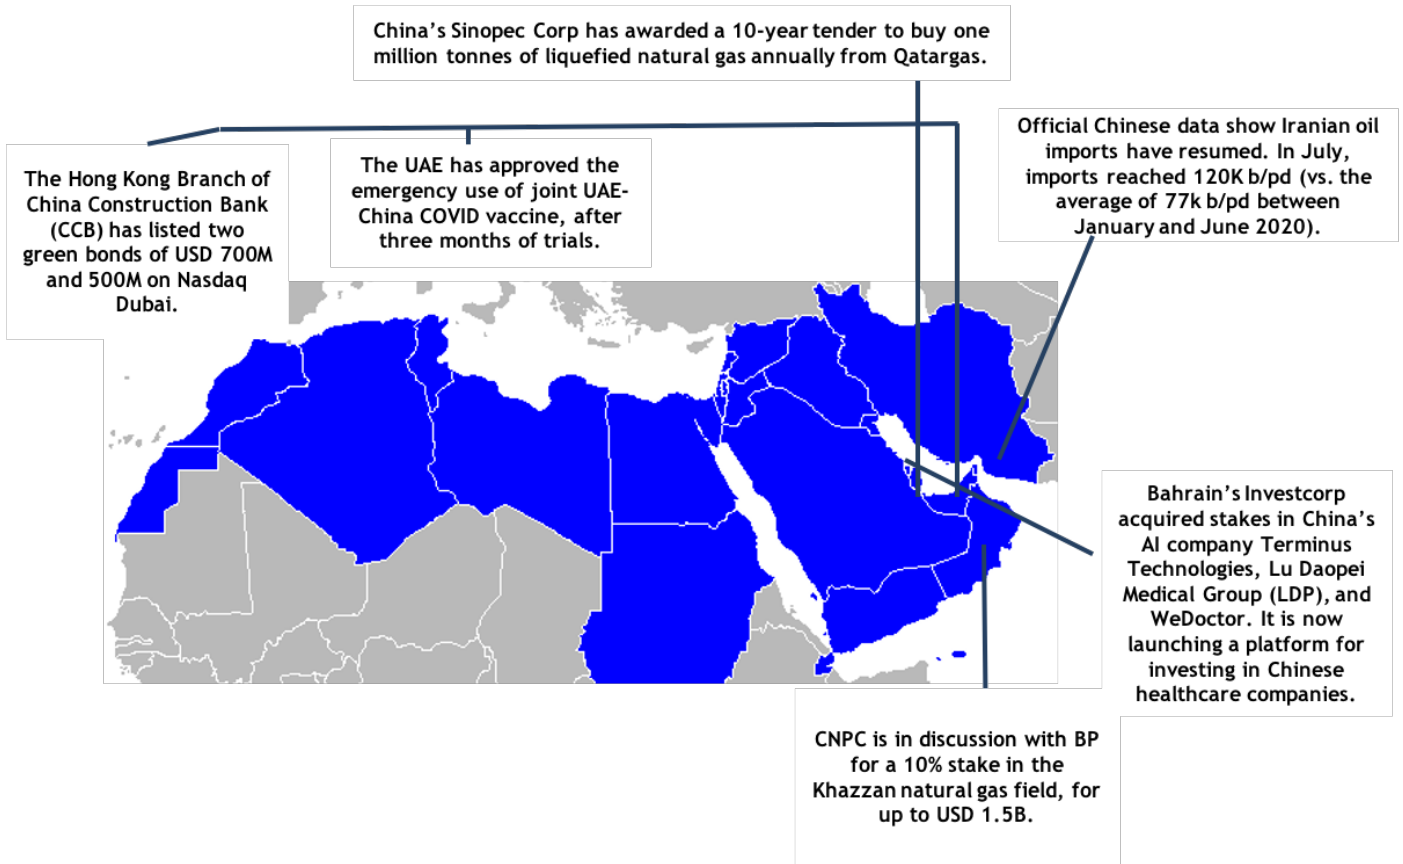 China’s Sinopec Corp has awarded a 10-year tender to buy one
million tonnes of liquefied natural gas annually from Qatargas.
Official Chinese data show Iranian oil
imports have resumed. In July,
imports reached 120K b/pd (vs. the
average of 77k b/pd between
January and June 2020).
The Hong Kong Branch of
China Construction Bank
(CCB) has listed two
green bonds of USD 700M
and 500M on Nasdaq
Dubai.
The UAE has approved the
emergency use of joint UAE-
China COVID vaccine, after
three months of trials.
Bahrain’s Investcorp
acquired stakes in China’s
AI company Terminus
Technologies, Lu Daopei
Medical Group (LDP), and
WeDoctor. It is now
launching a platform for
investing in Chinese
healthcare companies.
CNPC is in discussion with BP
for a 10% stake in the
Khazzan natural gas field, for
up to USD 1.5B.